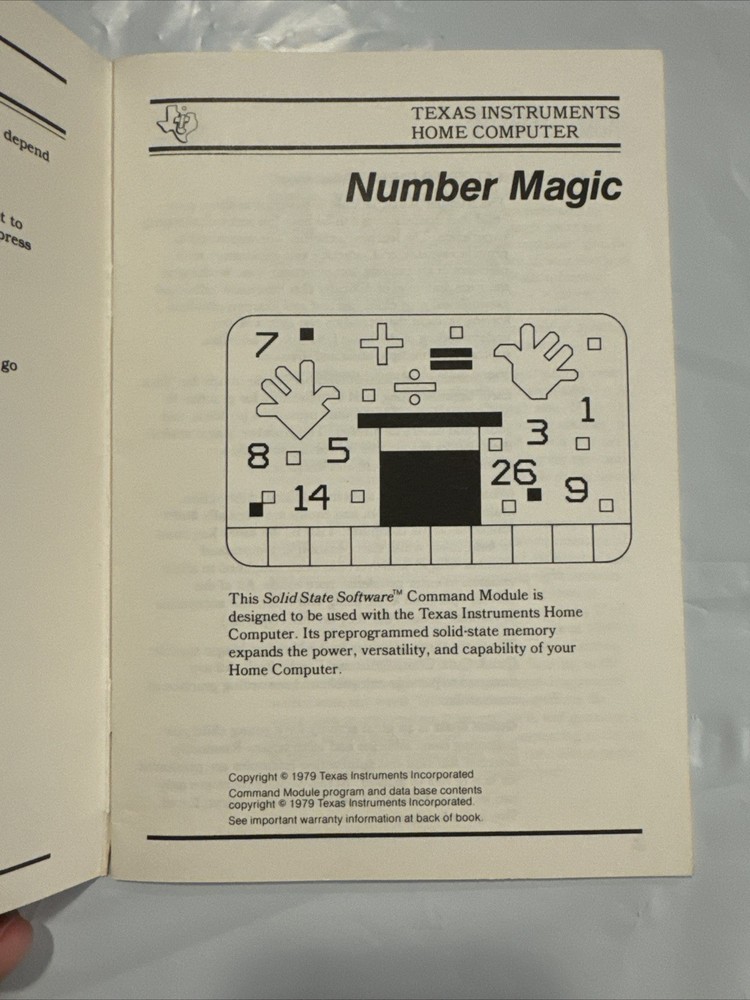 depend
t to
press
go
TEXAS INSTRUMENTS
HOME COMPUTER
Number Magic
7 + =
÷
1
3
8 5
26
14 9
This Solid State Software™ Command Module is
designed to be used with the Texas Instruments Home
Computer. Its preprogrammed solid-state memory
expands the power, versatility, and capability of your
Home Computer.
Copyright © 1979 Texas Instruments Incorporated
Command Module program and data base contents
copyright © 1979 Texas Instruments Incorporated.
See important warranty information at back of book.